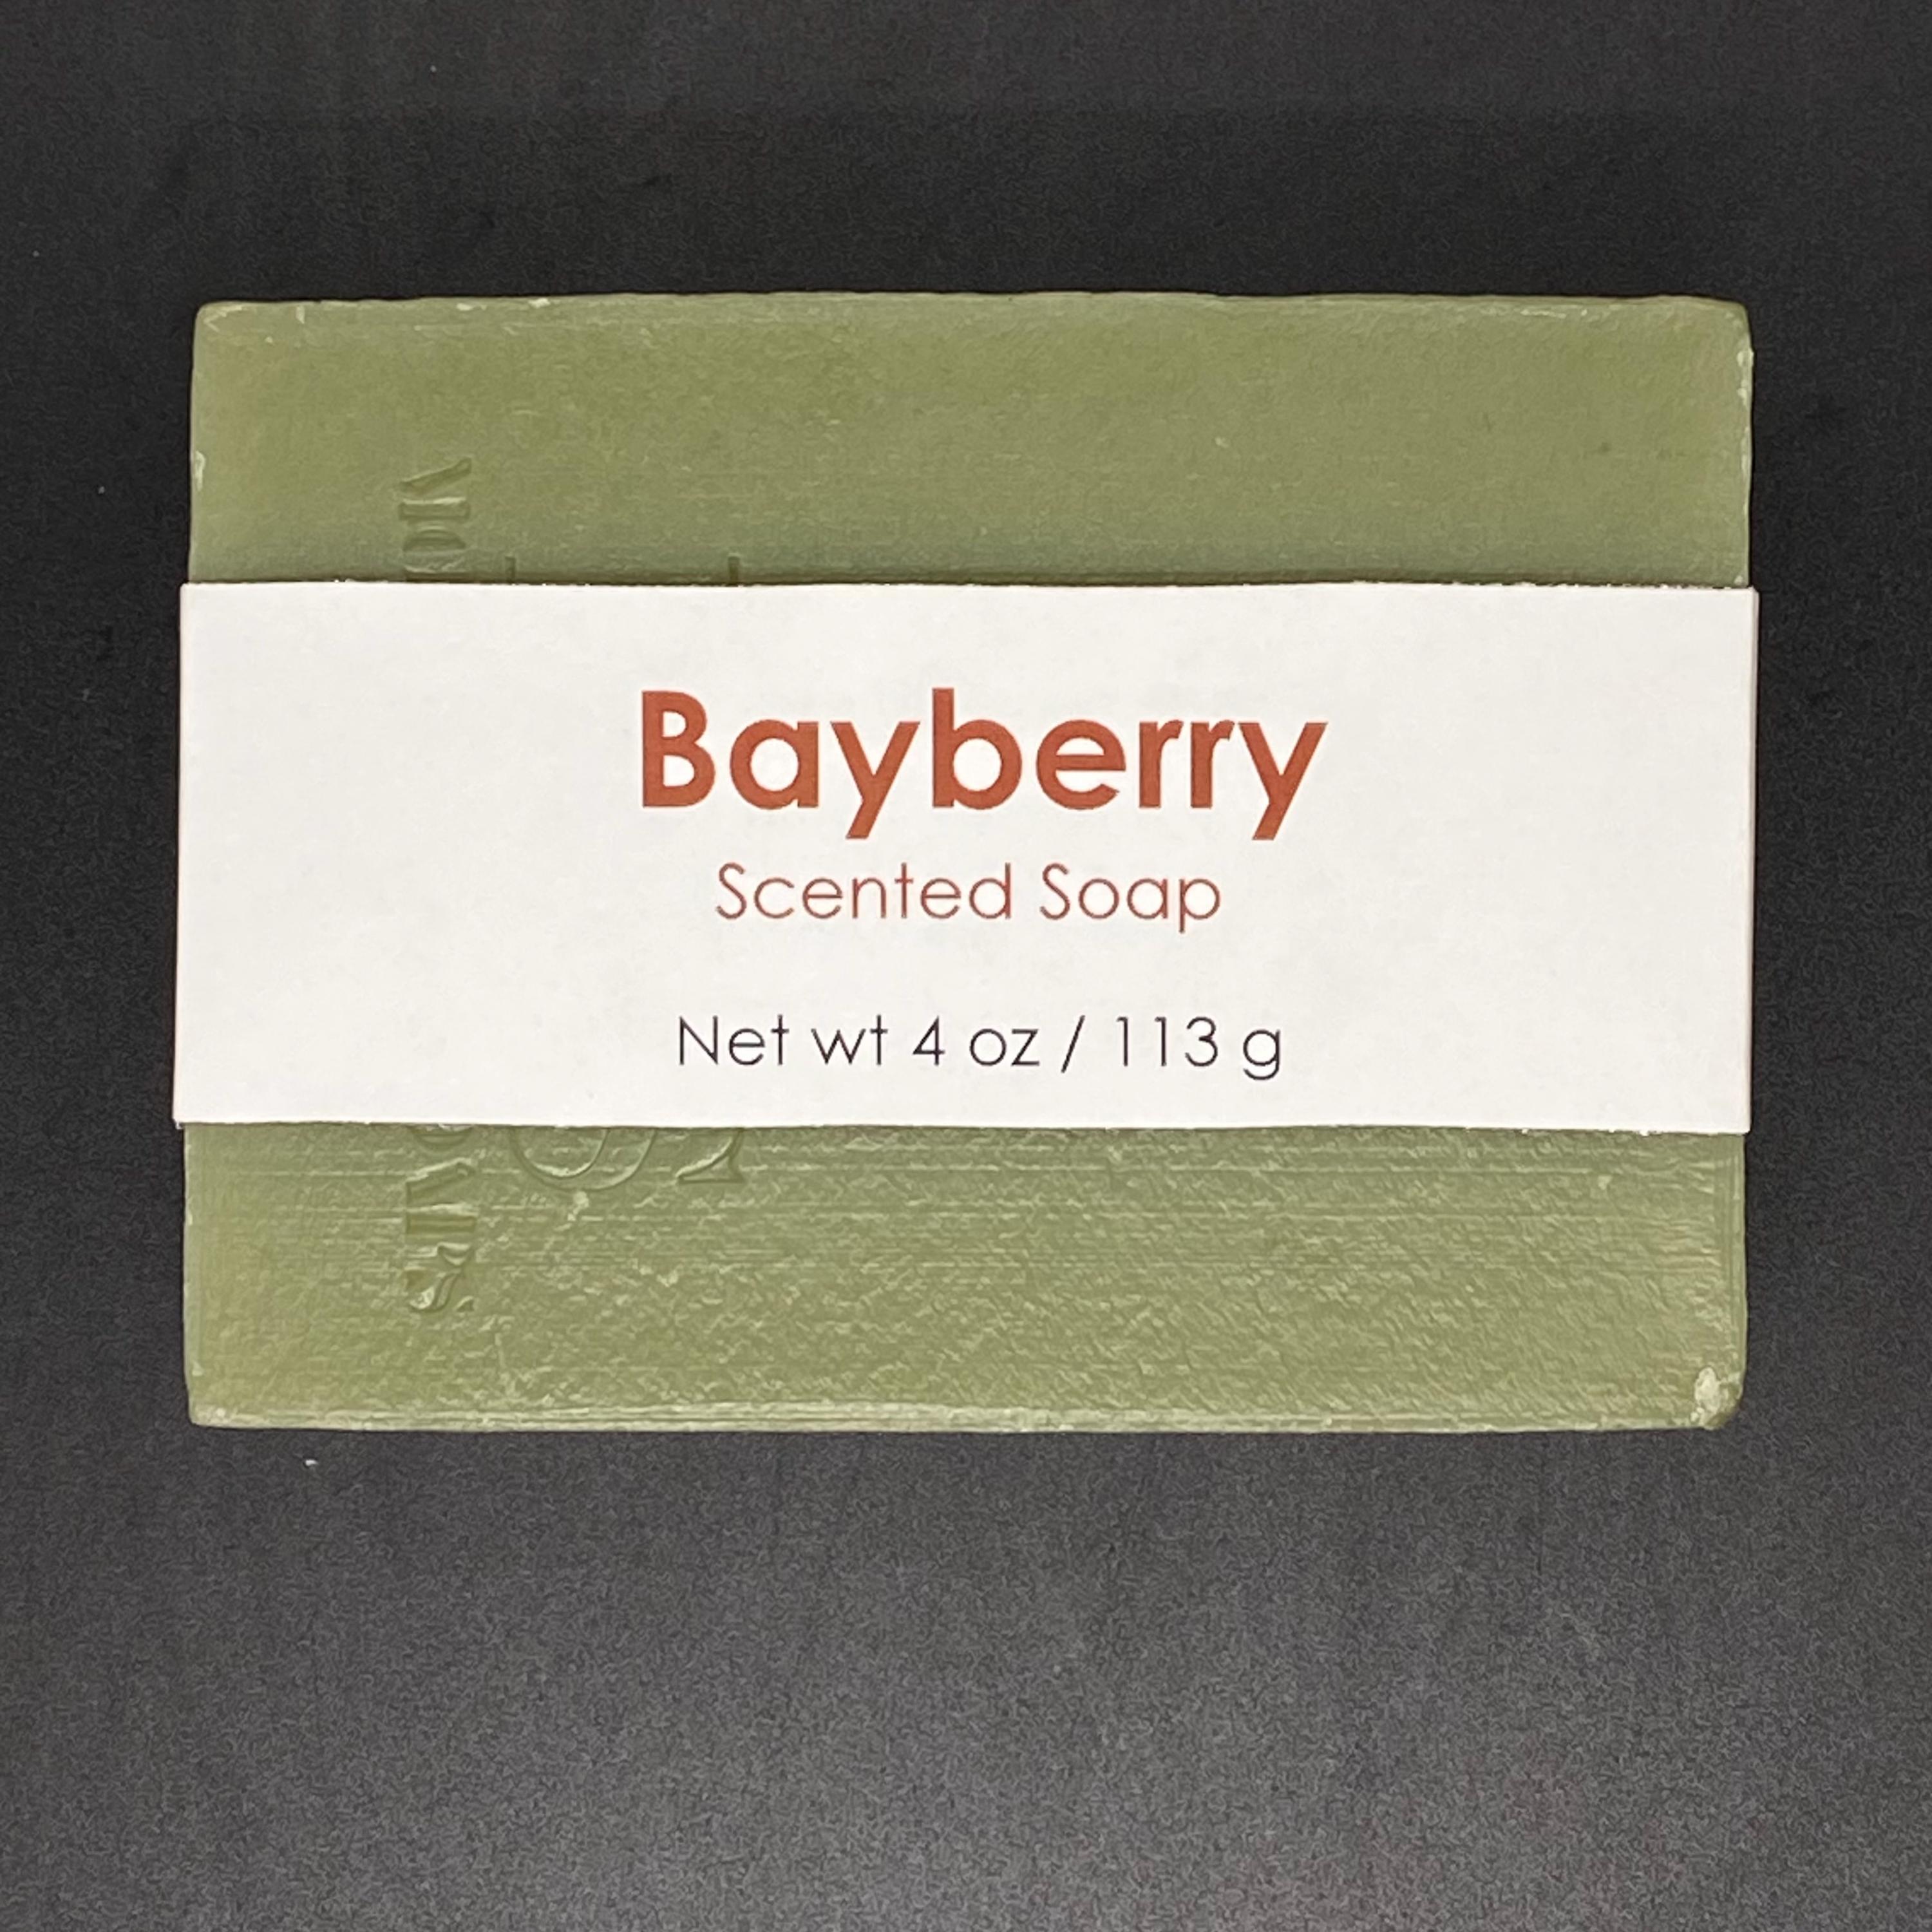 Bayberry
Scented Soap
Net wt 4 oz / 113 g